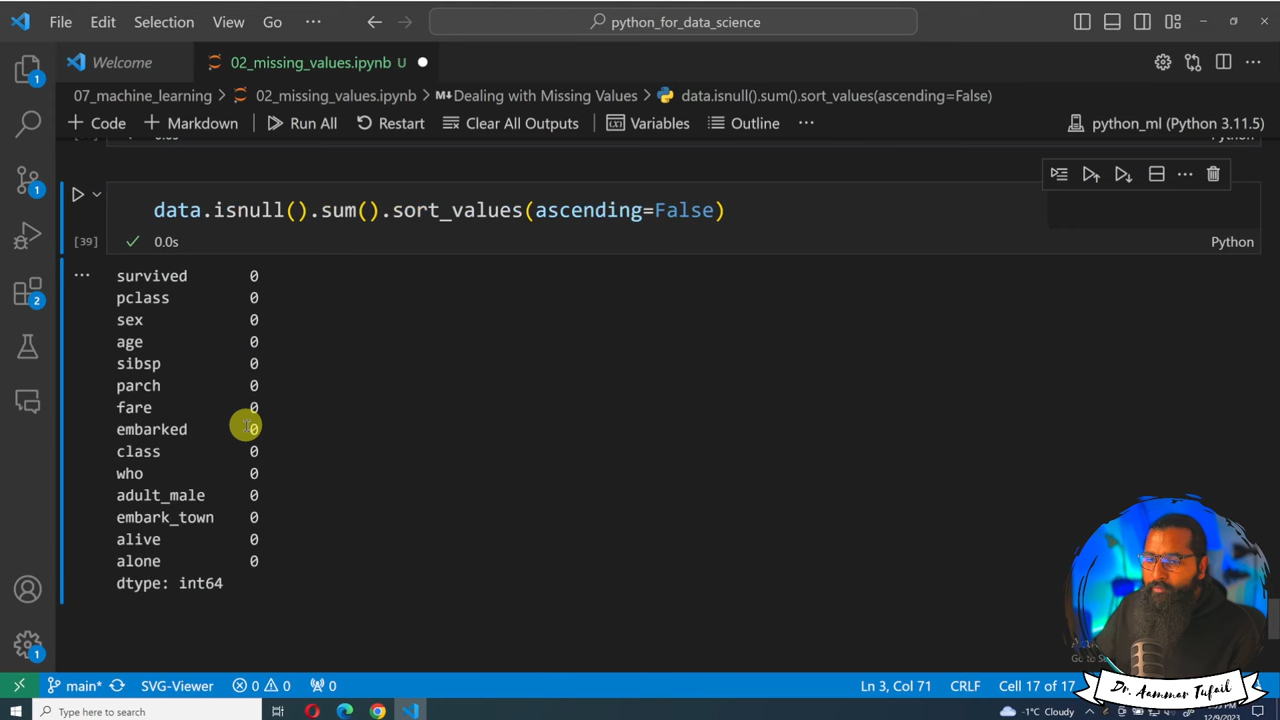 File Edit Selection View Go ··· python_for_data_science
Welcome 02_missing_values.ipynb U
07_machine_learning > 02_missing_values.ipynb > M↓Dealing with Missing Values > data.isnull().sum().sort_values(ascending=False)
+ Code + Markdown Run All Restart Clear All Outputs Variables Outline ··· python_ml (Python 3.11.5)
data.isnull().sum().sort_values(ascending=False)
[39] 0.0s Python
survived 0
pclass 0
sex 0
age 0
sibsp 0
parch 0
fare 0
embarked 0
class 0
who 0
adult_male 0
embark_town 0
alive 0
alone 0
dtype: int64
main* SVG-Viewer 0 0 0 Ln 3, Col 71 CRLF Cell 17 of 17
Dr. Aammar Tufail
Type here to search -1°C Cloudy 12/9/2023